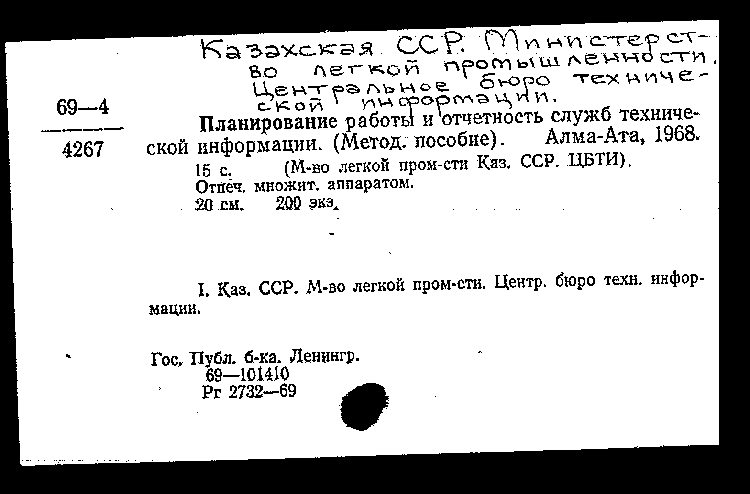 Казахская ССР. Министерст-
во легкой промышленности.
Центральное бюро техниче-
ской информации.
69—4
4267
Планирование работы и отчетность служб техниче-
ской информации. (Метод. пособие). Алма-Ата, 1968.
15 с. (М-во легкой пром-сти Каз. ССР. ЦБТИ).
Отпеч. множит. аппаратом.
20 см. 200 экз.
I. Каз. ССР. М-во легкой пром-сти. Центр. бюро техн. инфор-
мации.
Гос. Публ. б-ка. Ленингр.
69—101410
Рг 2732—69